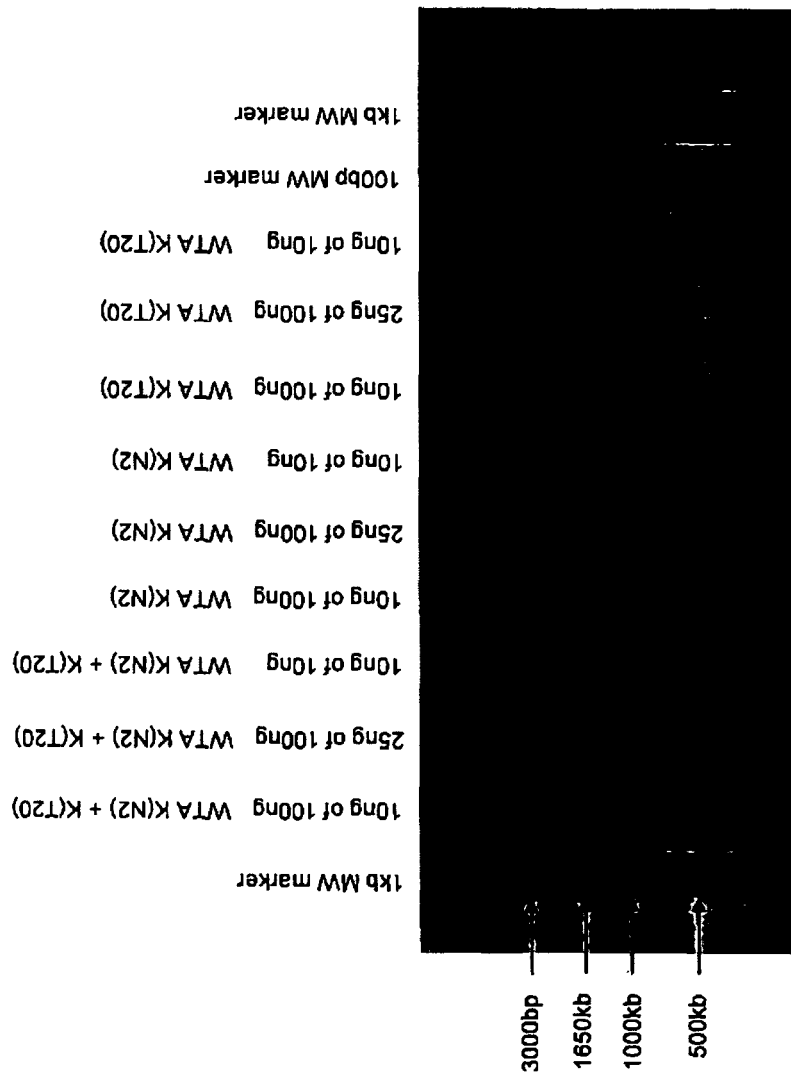 1kb MW marker
100bp MW marker
10ng of 10ng WTA K(T20)
25ng of 100ng WTA K(T20)
10ng of 100ng WTA K(T20)
10ng of 10ng WTA K(N2)
25ng of 100ng WTA K(N2)
10ng of 100ng WTA K(N2)
10ng of 10ng WTA K(N2) + K(T20)
25ng of 100ng WTA K(N2) + K(T20)
10ng of 100ng WTA K(N2) + K(T20)
1kb MW marker
3000bp
1650kb
1000kb
500kb